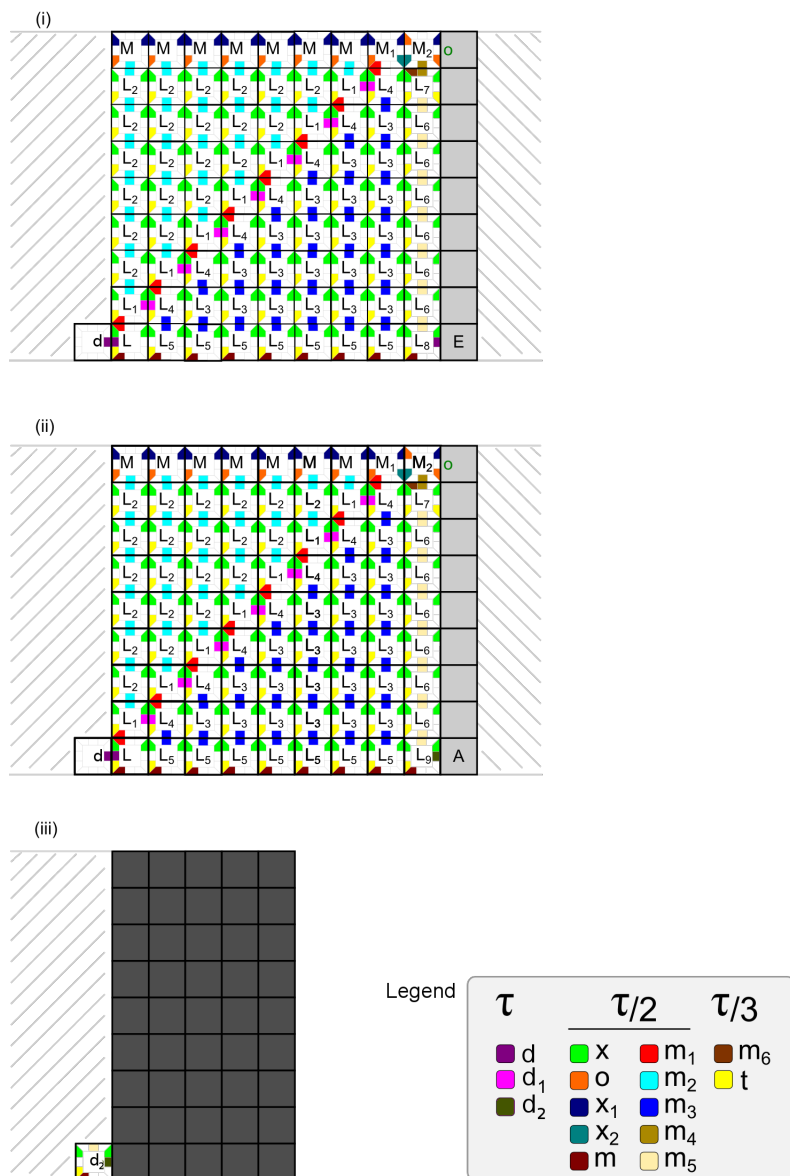 (i)
M M M M M M M M₁ M₂ o
L₂ L₂ L₂ L₂ L₂ L₂ L₁ L₄ L₇
L₂ L₂ L₂ L₂ L₂ L₁ L₄ L₃ L₆
L₂ L₂ L₂ L₂ L₁ L₄ L₃ L₃ L₆
L₂ L₂ L₂ L₁ L₄ L₃ L₃ L₃ L₆
L₂ L₂ L₁ L₄ L₃ L₃ L₃ L₃ L₆
L₂ L₁ L₄ L₃ L₃ L₃ L₃ L₃ L₆
L₁ L₄ L₃ L₃ L₃ L₃ L₃ L₃ L₆
d L L₅ L₅ L₅ L₅ L₅ L₅ L₅ L₈ E
(ii)
M M M M M M M M₁ M₂ o
L₂ L₂ L₂ L₂ L₂ L₂ L₁ L₄ L₇
L₂ L₂ L₂ L₂ L₂ L₁ L₄ L₃ L₆
L₂ L₂ L₂ L₂ L₁ L₄ L₃ L₃ L₆
L₂ L₂ L₂ L₁ L₄ L₃ L₃ L₃ L₆
L₂ L₂ L₁ L₄ L₃ L₃ L₃ L₃ L₆
L₂ L₁ L₄ L₃ L₃ L₃ L₃ L₃ L₆
L₁ L₄ L₃ L₃ L₃ L₃ L₃ L₃ L₆
d L L₅ L₅ L₅ L₅ L₅ L₅ L₅ L₉ A
(iii)
d₂
Legend
τ τ/2 τ/3
d x m₁ m₆
d₁ o m₂ t
d₂ x₁ m₃
x₂ m₄
m m₅